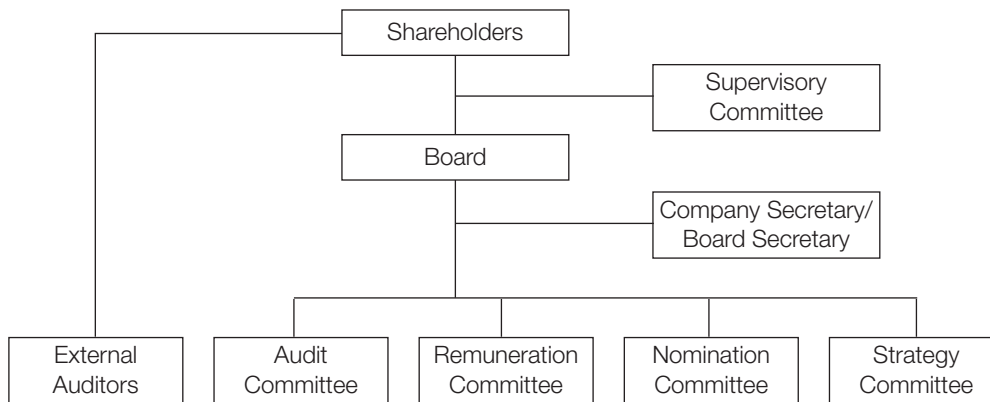 Shareholders
Supervisory
Committee
Board
Company Secretary/
Board Secretary
External
Auditors
Audit
Committee
Remuneration
Committee
Nomination
Committee
Strategy
Committee